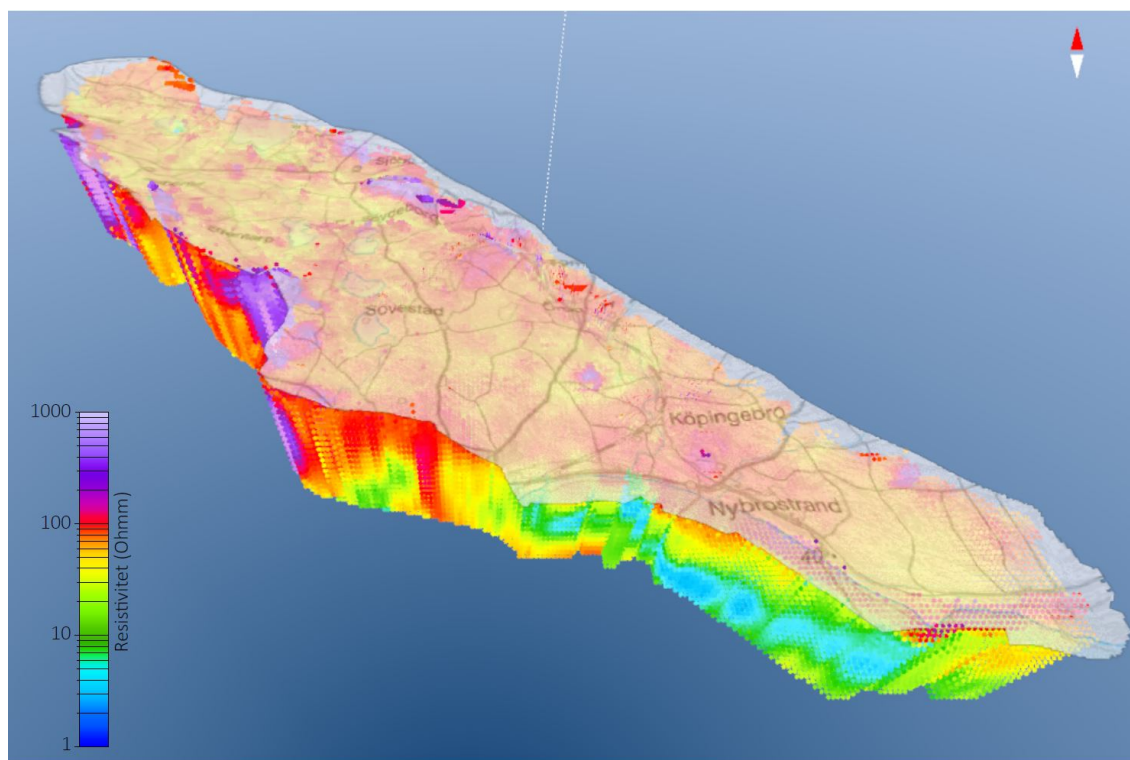 Sövestad
Köpingebro
1000
Nybrostrand
100
Resistivitet (Ohmm)
10
1